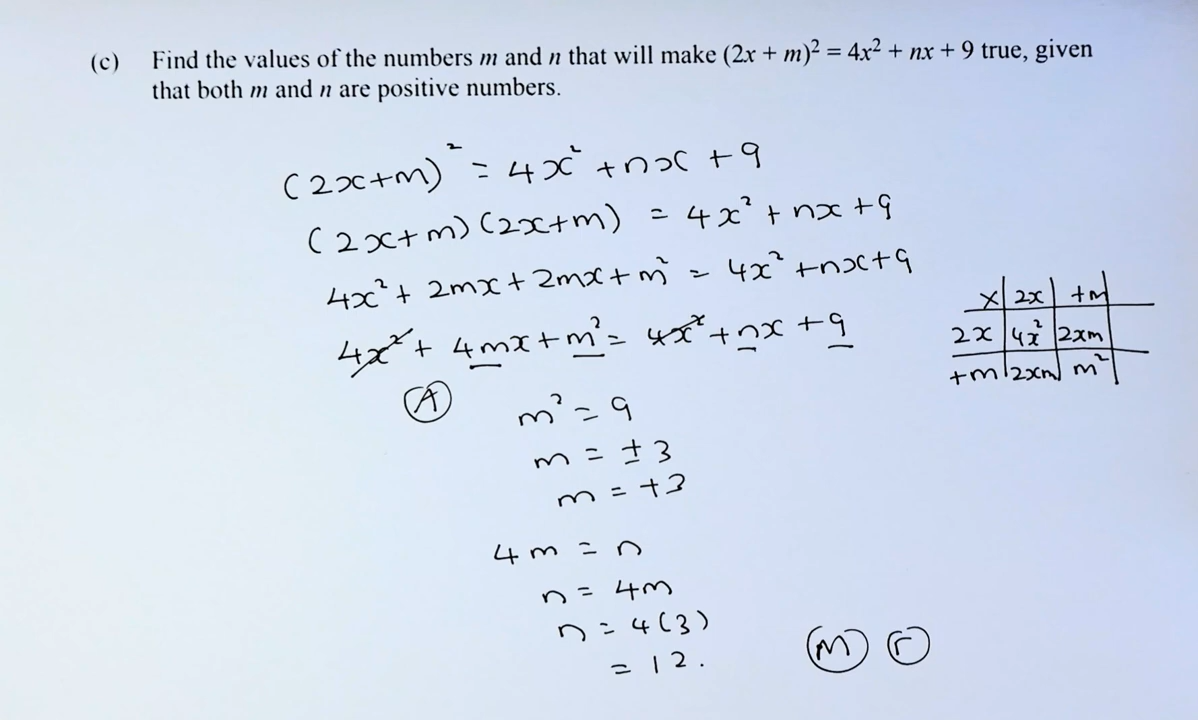 (c) Find the values of the numbers m and n that will make (2x + m)² = 4x² + nx + 9 true, given
that both m and n are positive numbers.
(2x+m)² = 4x² + nx + 9
(2x+m)(2x+m) = 4x² + nx + 9
4x² + 2mx + 2mx + m² = 4x² + nx + 9
4x² + 4mx + m² = 4x² + nx + 9
x 2x +m
2x 4x² 2xm
+m 2xm m²
A
m² = 9
m = ±3
m = +3
4m = n
n = 4m
n = 4(3)
= 12.
m r